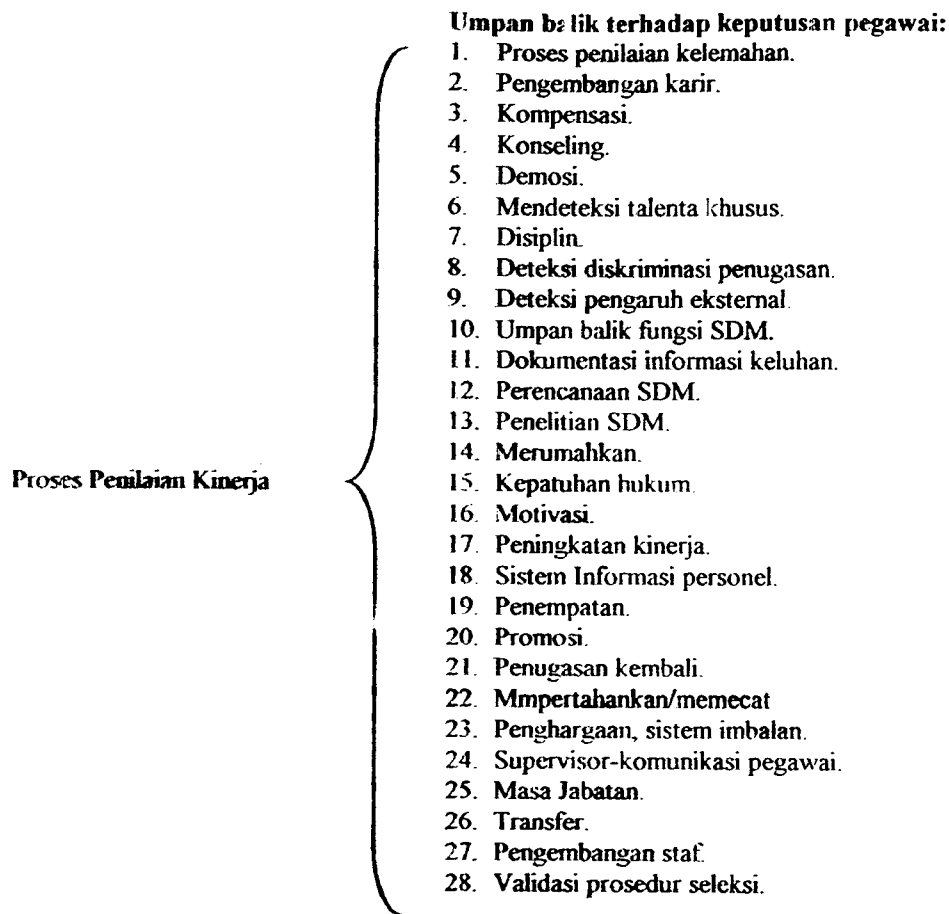 Umpan balik terhadap keputusan pegawai:
1. Proses penilaian kelemahan.
2. Pengembangan karir.
3. Kompensasi.
4. Konseling.
5. Demosi.
6. Mendeteksi talenta khusus.
7. Disiplin.
8. Deteksi diskriminasi penugasan.
9. Deteksi pengaruh eksternal.
10. Umpan balik fungsi SDM.
11. Dokumentasi informasi keluhan.
12. Perencanaan SDM.
13. Penelitian SDM.
14. Merumahkan.
Proses Penilaian Kinerja
15. Kepatuhan hukum.
16. Motivasi.
17. Peningkatan kinerja.
18. Sistem Informasi personel.
19. Penempatan.
20. Promosi.
21. Penugasan kembali.
22. Mmpertahankan/memecat
23. Penghargaan, sistem imbalan.
24. Supervisor-komunikasi pegawai.
25. Masa Jabatan.
26. Transfer.
27. Pengembangan staf.
28. Validasi prosedur seleksi.